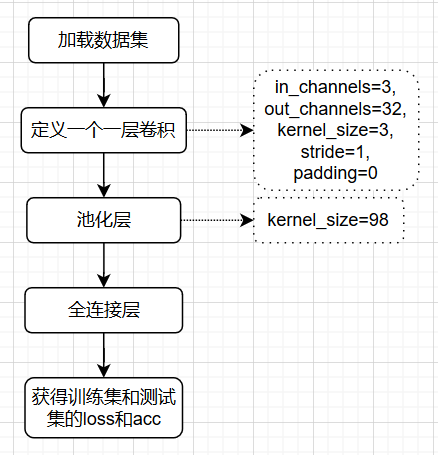 加载数据集
定义一个一层卷积
in_channels=3,
out_channels=32,
kernel_size=3,
stride=1,
padding=0
池化层
kernel_size=98
全连接层
获得训练集和测试
集的loss和acc